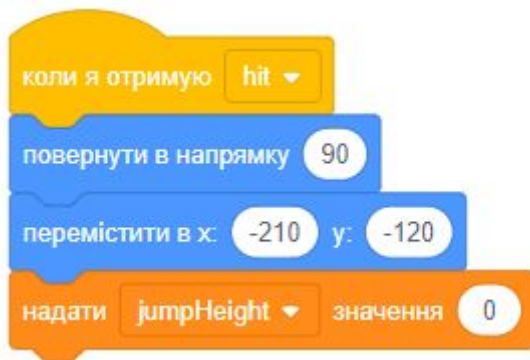 коли я отримую hit
повернути в напрямку 90
перемістити в x: -210 y: -120
надати jumpHeight значення 0